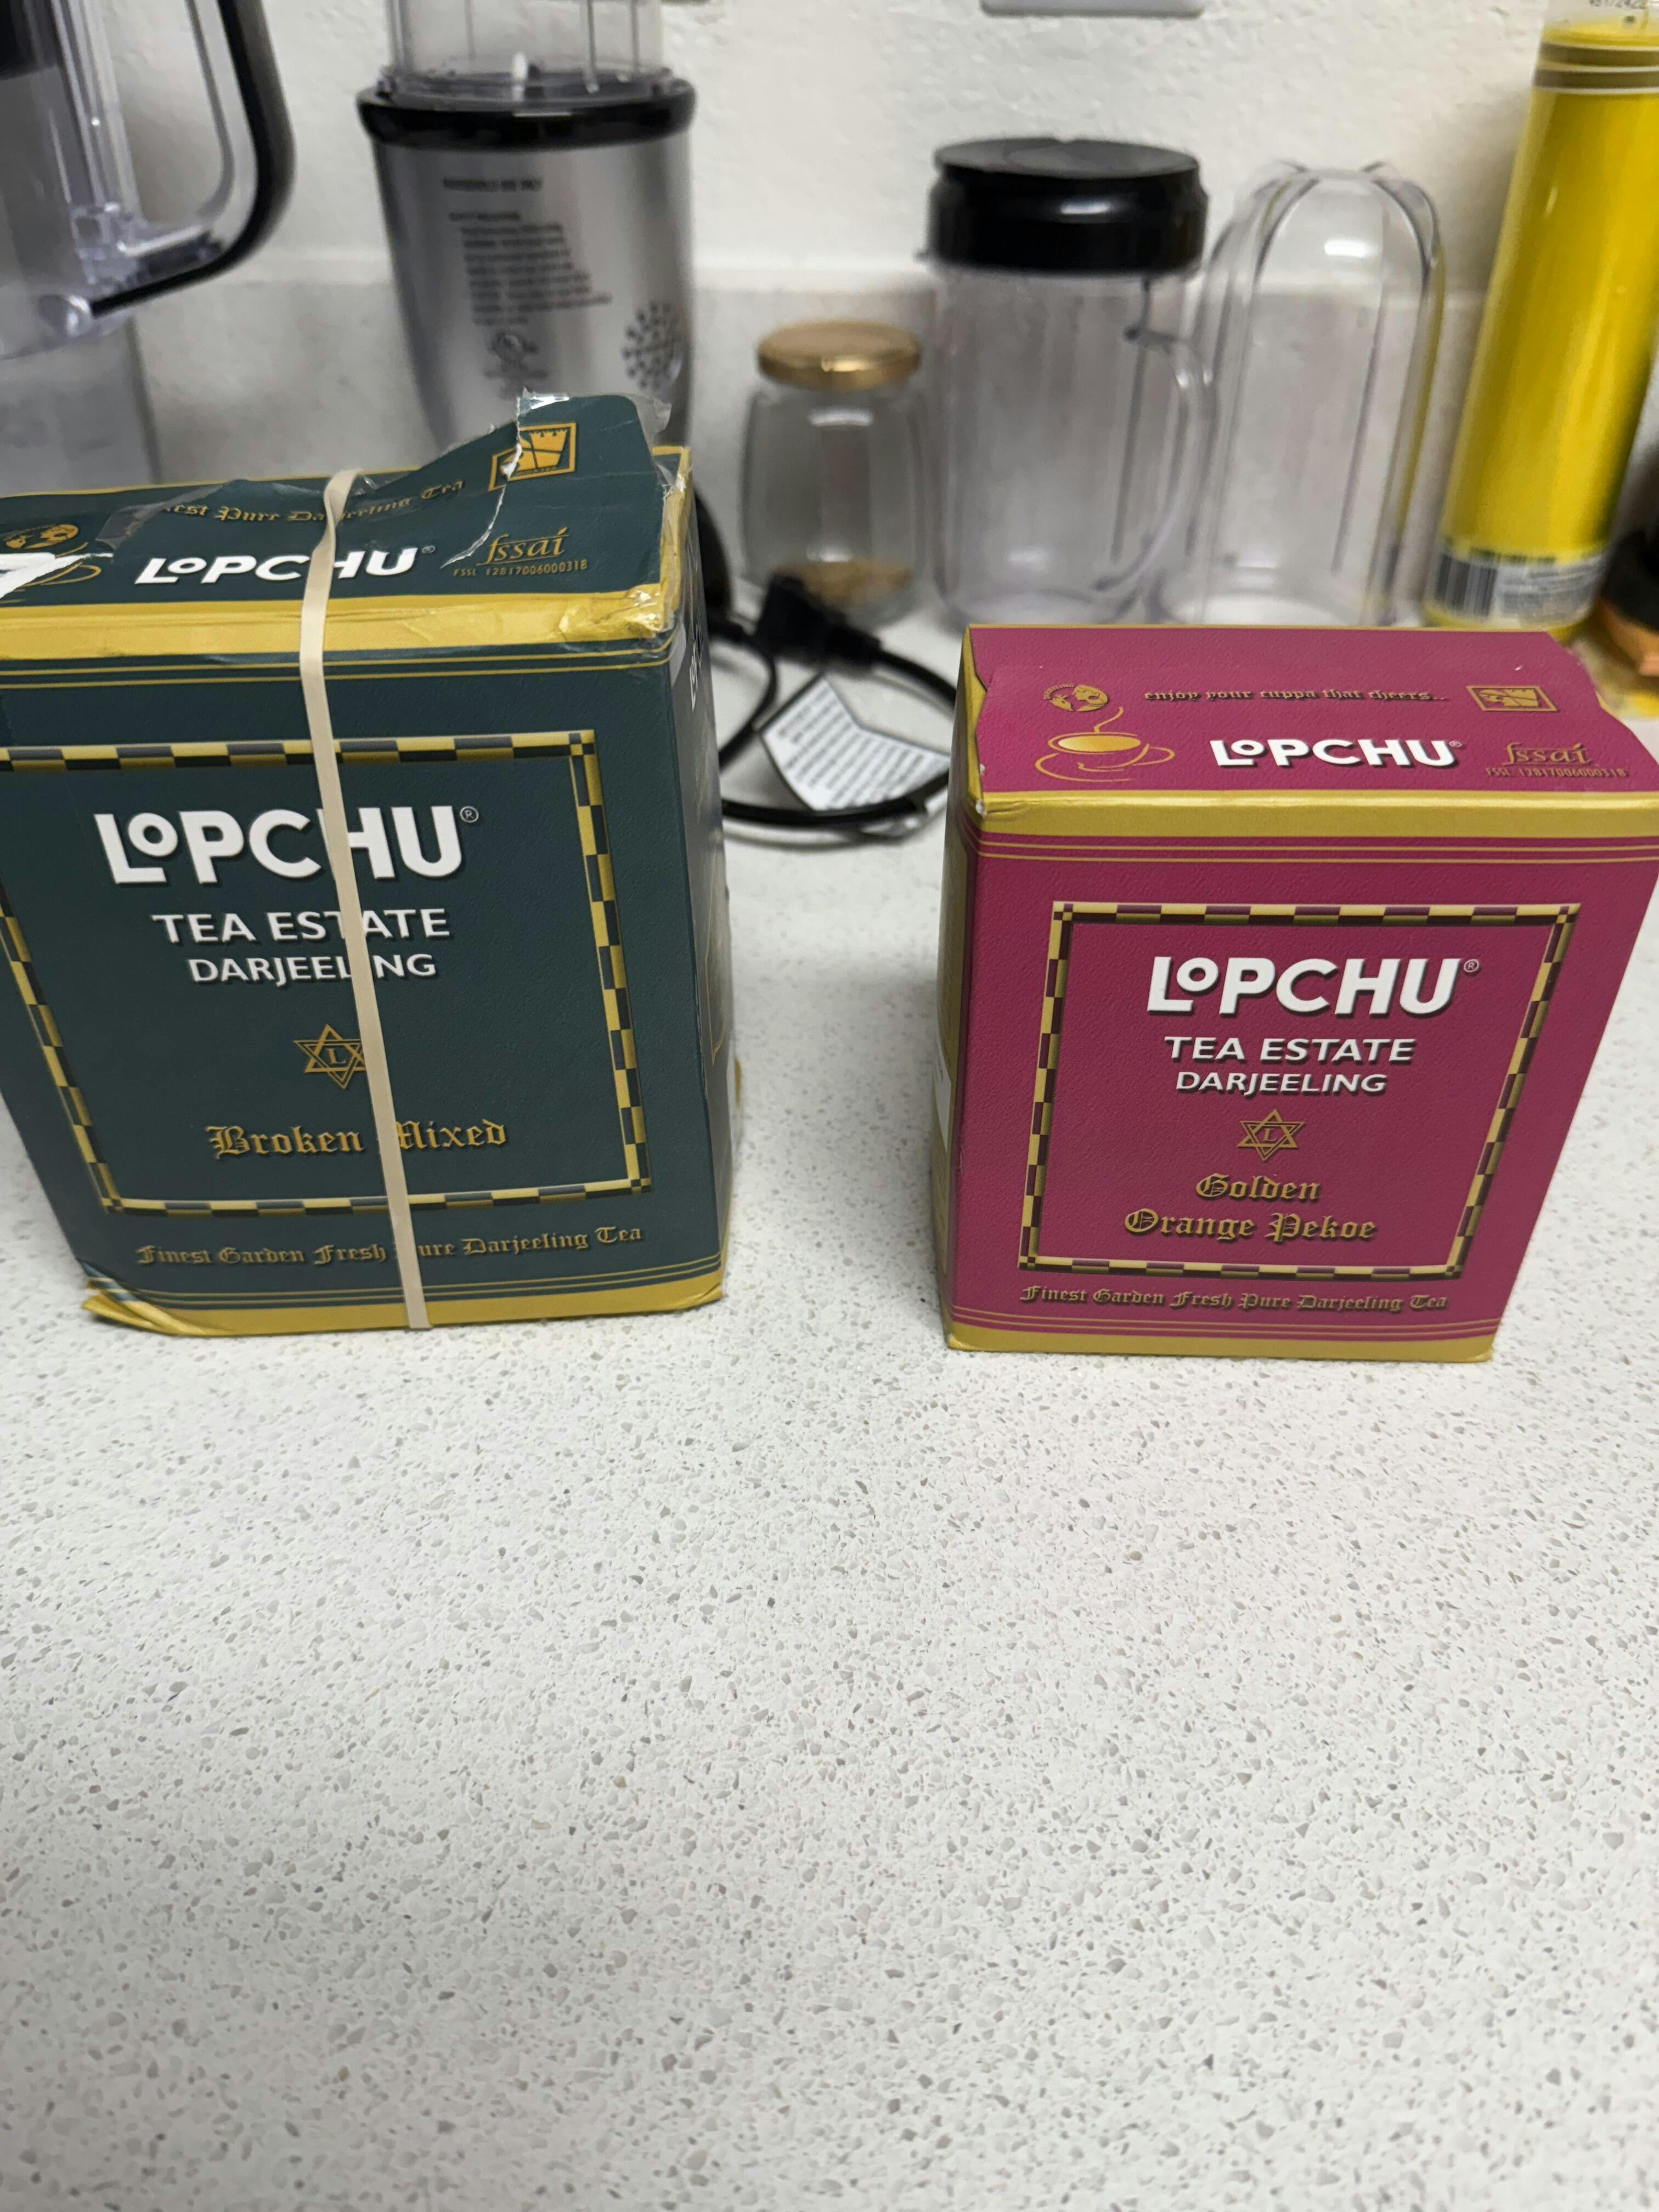 Pure Darjeeling Tea
LOPCHU®
fssai
FSSL 12817006000318
LOPCHU®
TEA ESTATE
DARJEELING
L
Broken Mixed
Finest Garden Fresh Pure Darjeeling Tea
enjoy your cuppa that cheers..
LOPCHU®
fssai
FSSL 12817006000318
LOPCHU®
TEA ESTATE
DARJEELING
L
Golden
Orange Pekoe
Finest Garden Fresh Pure Darjeeling Tea